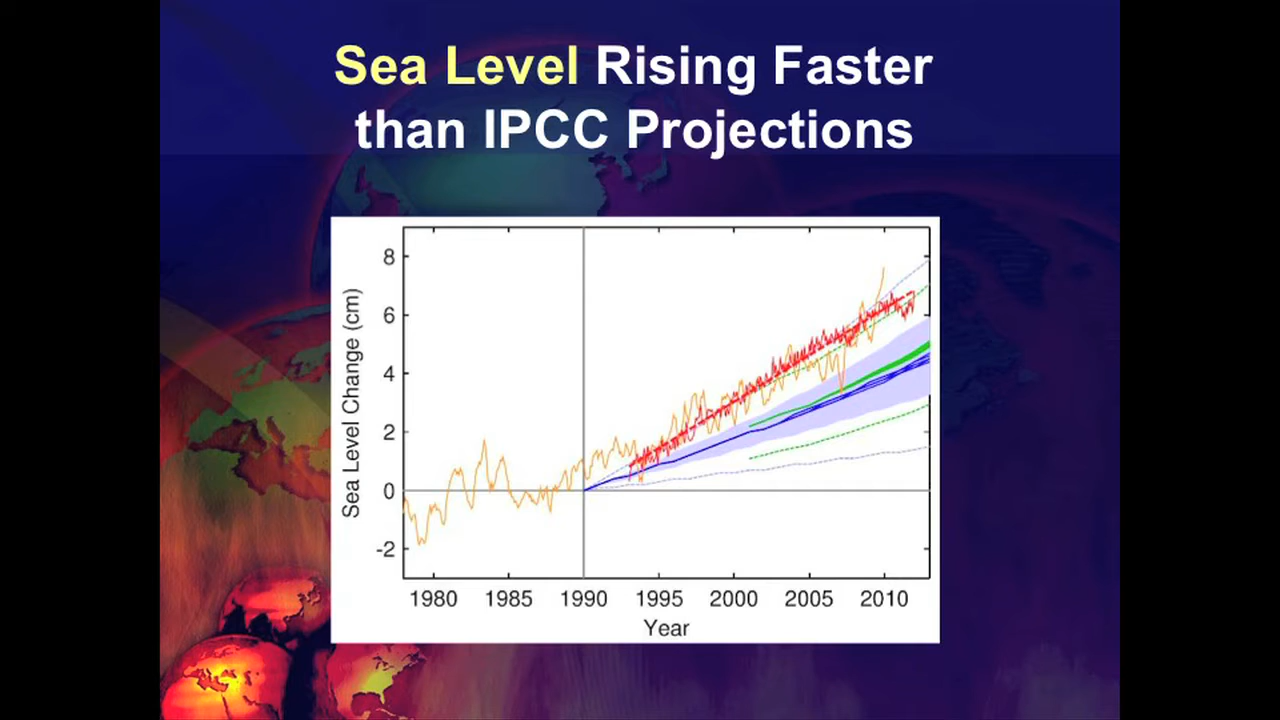 Sea Level Rising Faster
than IPCC Projections
8
6
4
2
0
-2
Sea Level Change (cm)
1980 1985 1990 1995 2000 2005 2010
Year